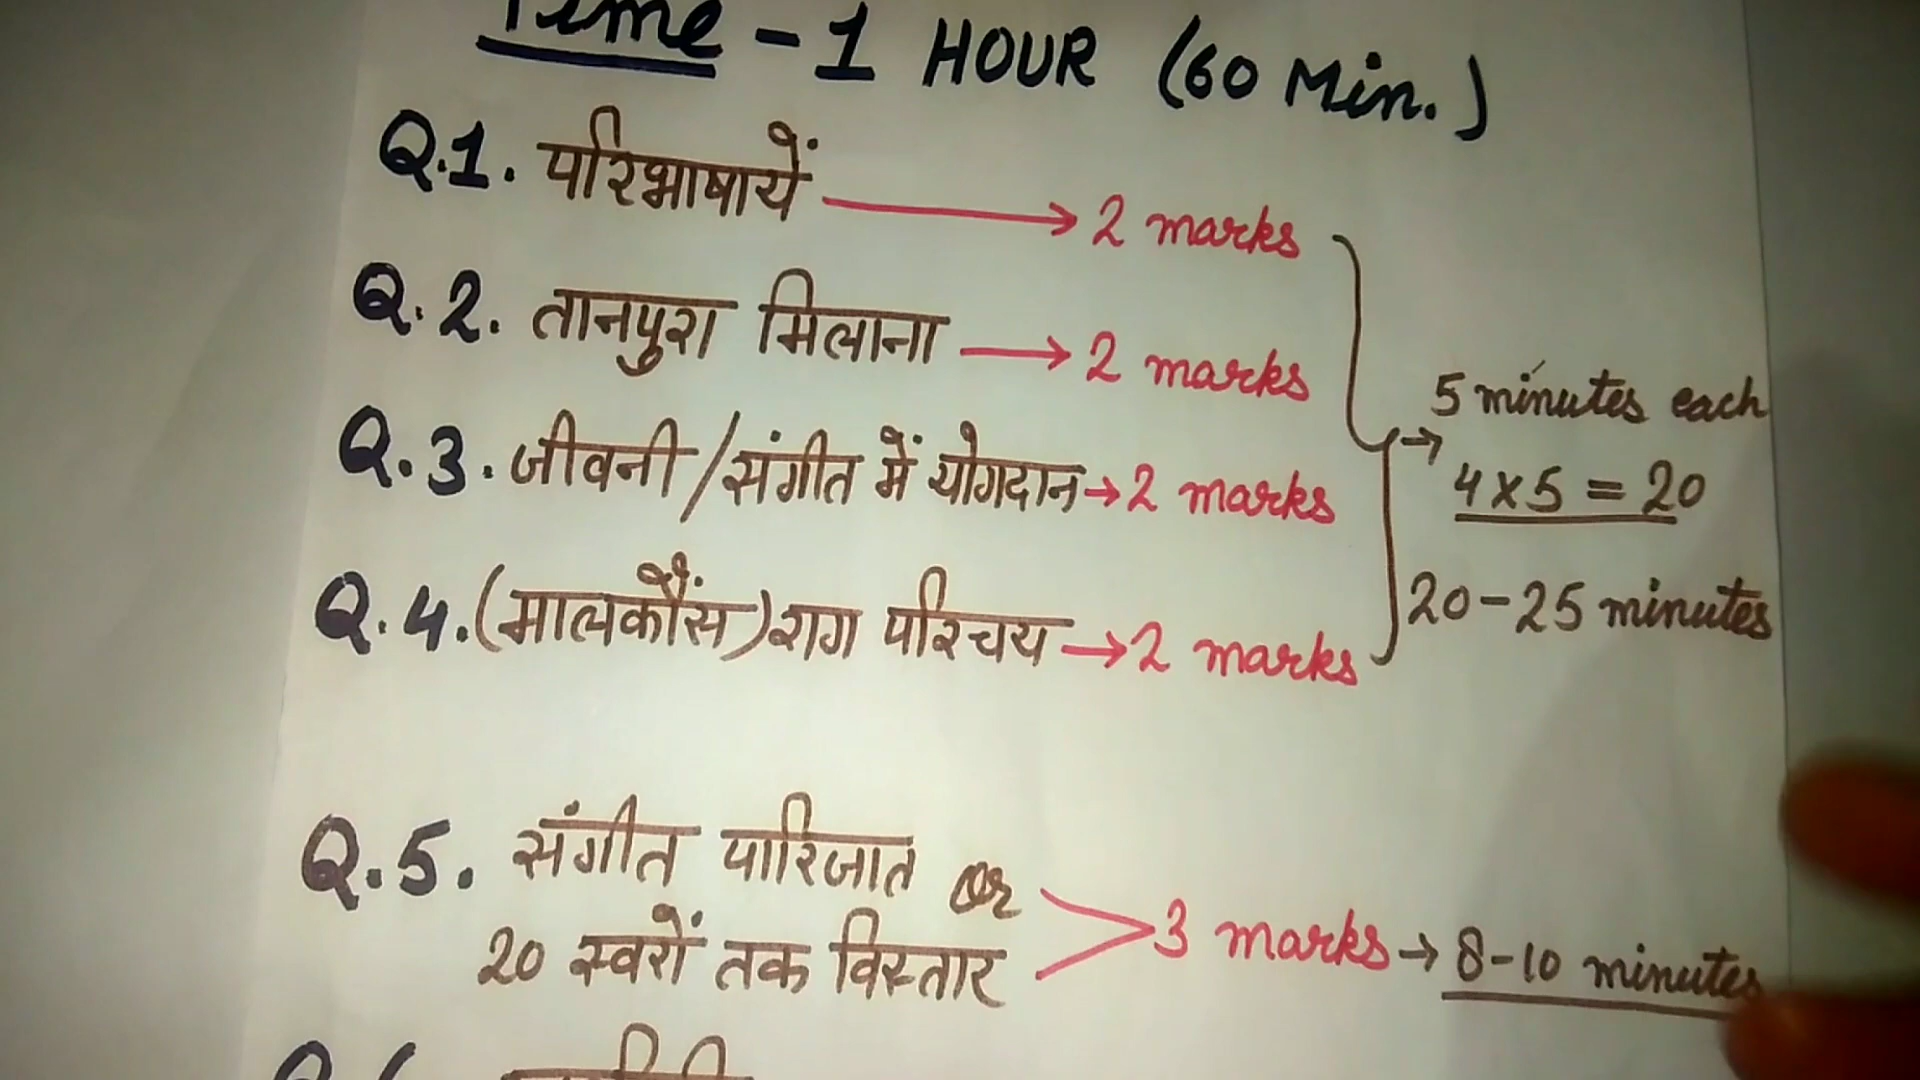 Time - 1 HOUR (60 Min.)
Q.1. परिभाषायें → 2 marks
Q.2. तानपुरा मिलाना → 2 marks
5 minutes each
Q.3. जीवनी/संगीत में योगदान → 2 marks
→ 4 x 5 = 20
Q.4. (मालकौंस) राग परिचय → 2 marks
20-25 minutes
Q.5. संगीत पारिजात or
20 स्वरों तक विस्तार
3 marks → 8-10 minutes